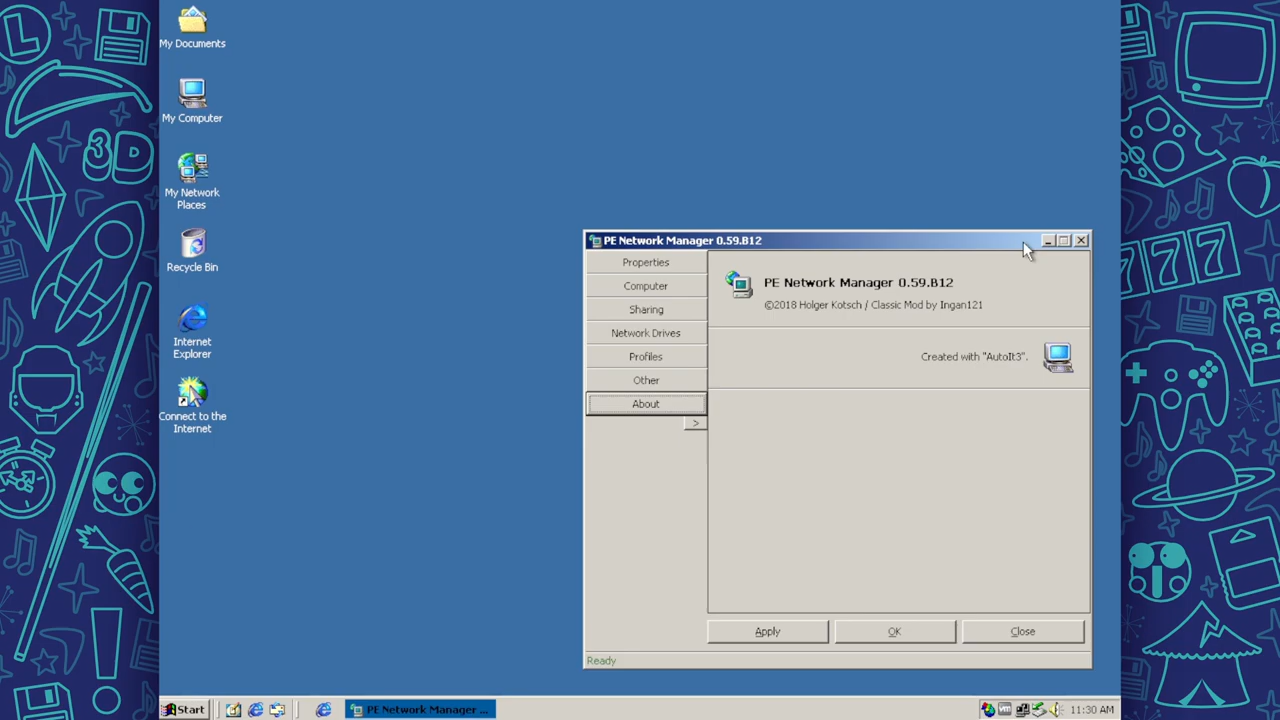 My Documents
My Computer
My Network
Places
Recycle Bin
Internet
Explorer
Connect to the
Internet
PE Network Manager 0.59.B12
Properties
Computer
Sharing
Network Drives
Profiles
Other
About
>
PE Network Manager 0.59.B12
©2018 Holger Kotsch / Classic Mod by Ingan121
Created with "AutoIt3".
Apply
OK
Close
Ready
Start
PE Network Manager ...
11:30 AM
L
3D
777